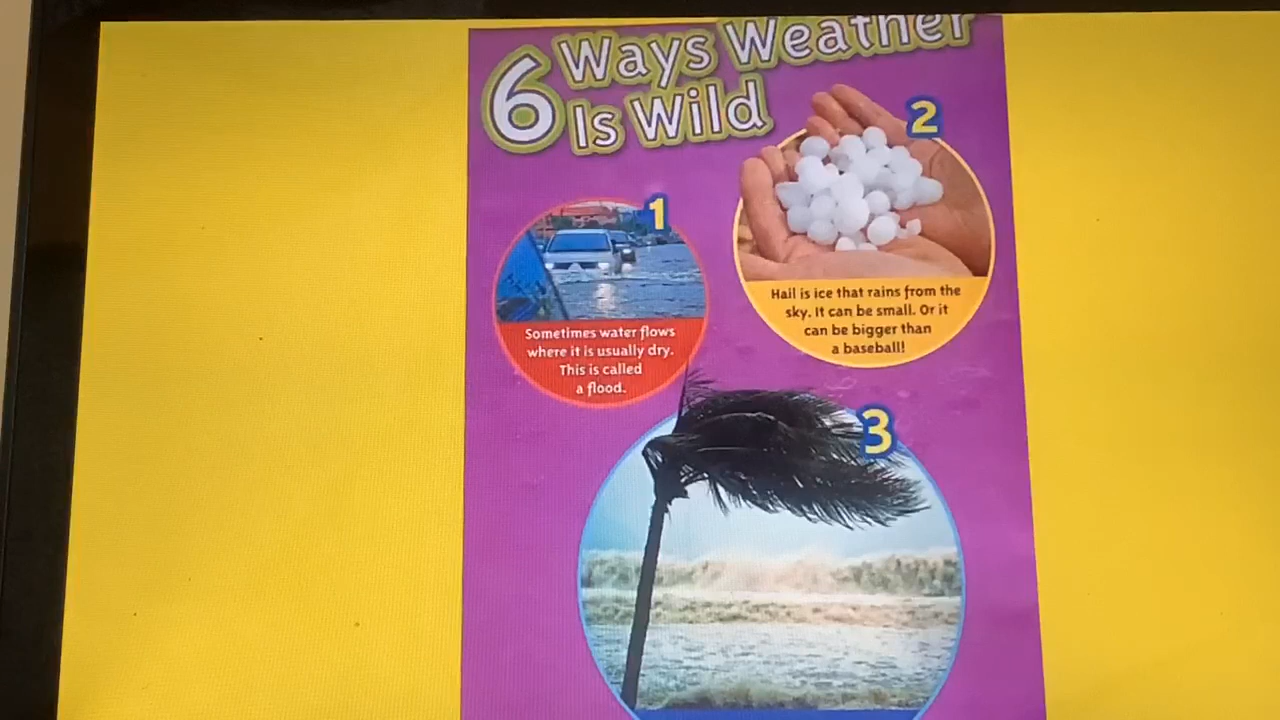 6 Ways Weather
Is Wild
1
Sometimes water flows
where it is usually dry.
This is called
a flood.
2
Hail is ice that rains from the
sky. It can be small. Or it
can be bigger than
a baseball!
3